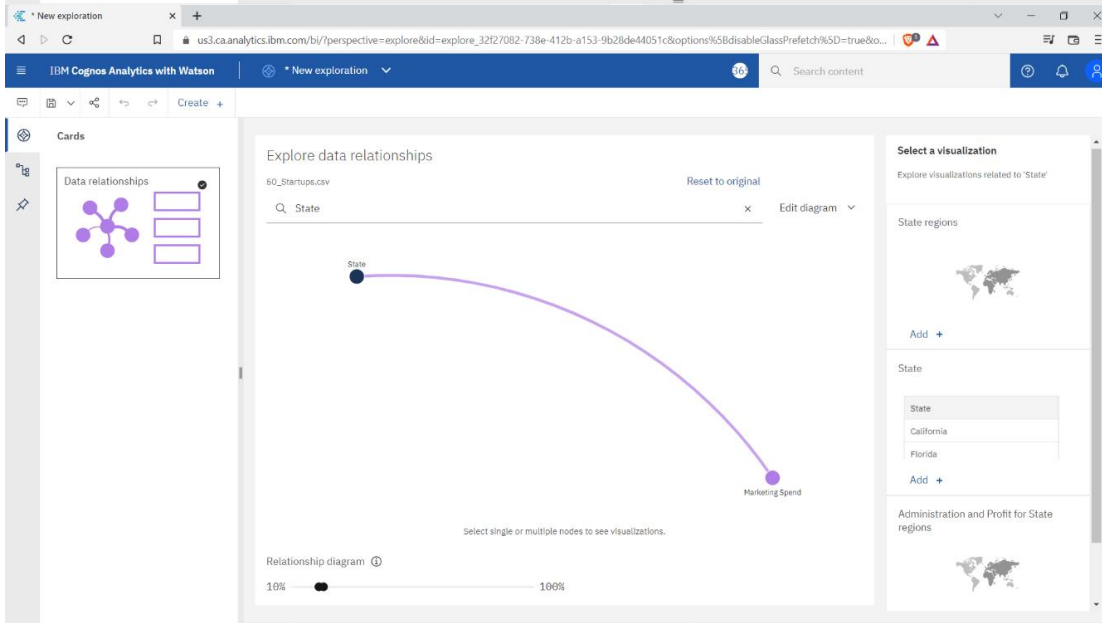 * New exploration
us3.ca.analytics.ibm.com/bi/?perspective=explore&id=explore_32f27082-738e-412b-a153-9b28de44051c&options%5BdisableGlassPrefetch%5D=true&o...
IBM Cognos Analytics with Watson
* New exploration
Search content
Create +
Cards
Data relationships
Explore data relationships
50_Startups.csv
Reset to original
State
Edit diagram
State
Marketing Spend
Select single or multiple nodes to see visualizations.
Relationship diagram
10%
100%
Select a visualization
Explore visualizations related to 'State'
State regions
Add +
State
State
California
Florida
Add +
Administration and Profit for State
regions